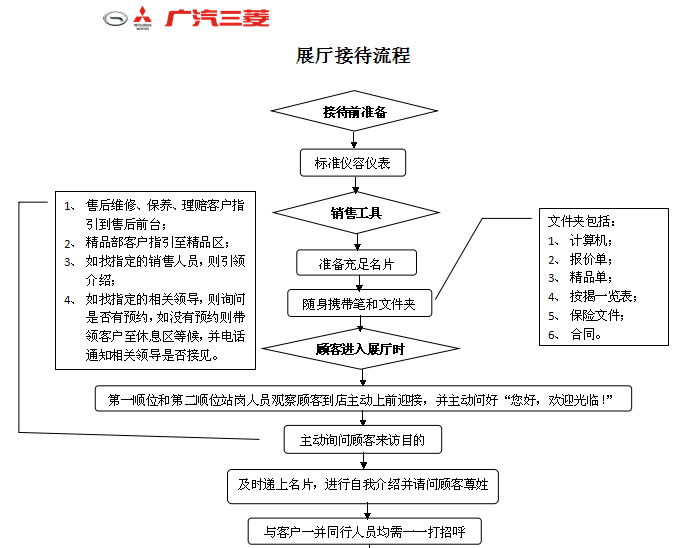 广汽三菱
展厅接待流程
接待前准备
标准仪容仪表
销售工具
准备充足名片
随身携带笔和文件夹
顾客进入展厅时
1、 售后维修、保养、理赔客户指
引到售后前台；
2、 精品部客户指引至精品区；
3、 如找指定的销售人员，则引领
介绍；
4、 如找指定的相关领导，则询问
是否有预约，如没有预约则带
领客户至休息区等候，并电话
通知相关领导是否接见。
文件夹包括：
1、 计算机；
2、 报价单；
3、 精品单；
4、 按揭一览表；
5、 保险文件；
6、 合同。
第一顺位和第二顺位站岗人员观察顾客到店主动上前迎接，并主动问好“您好，欢迎光临！”
主动询问顾客来访目的
及时递上名片，进行自我介绍并请问顾客尊姓
与客户一并同行人员均需一一打招呼